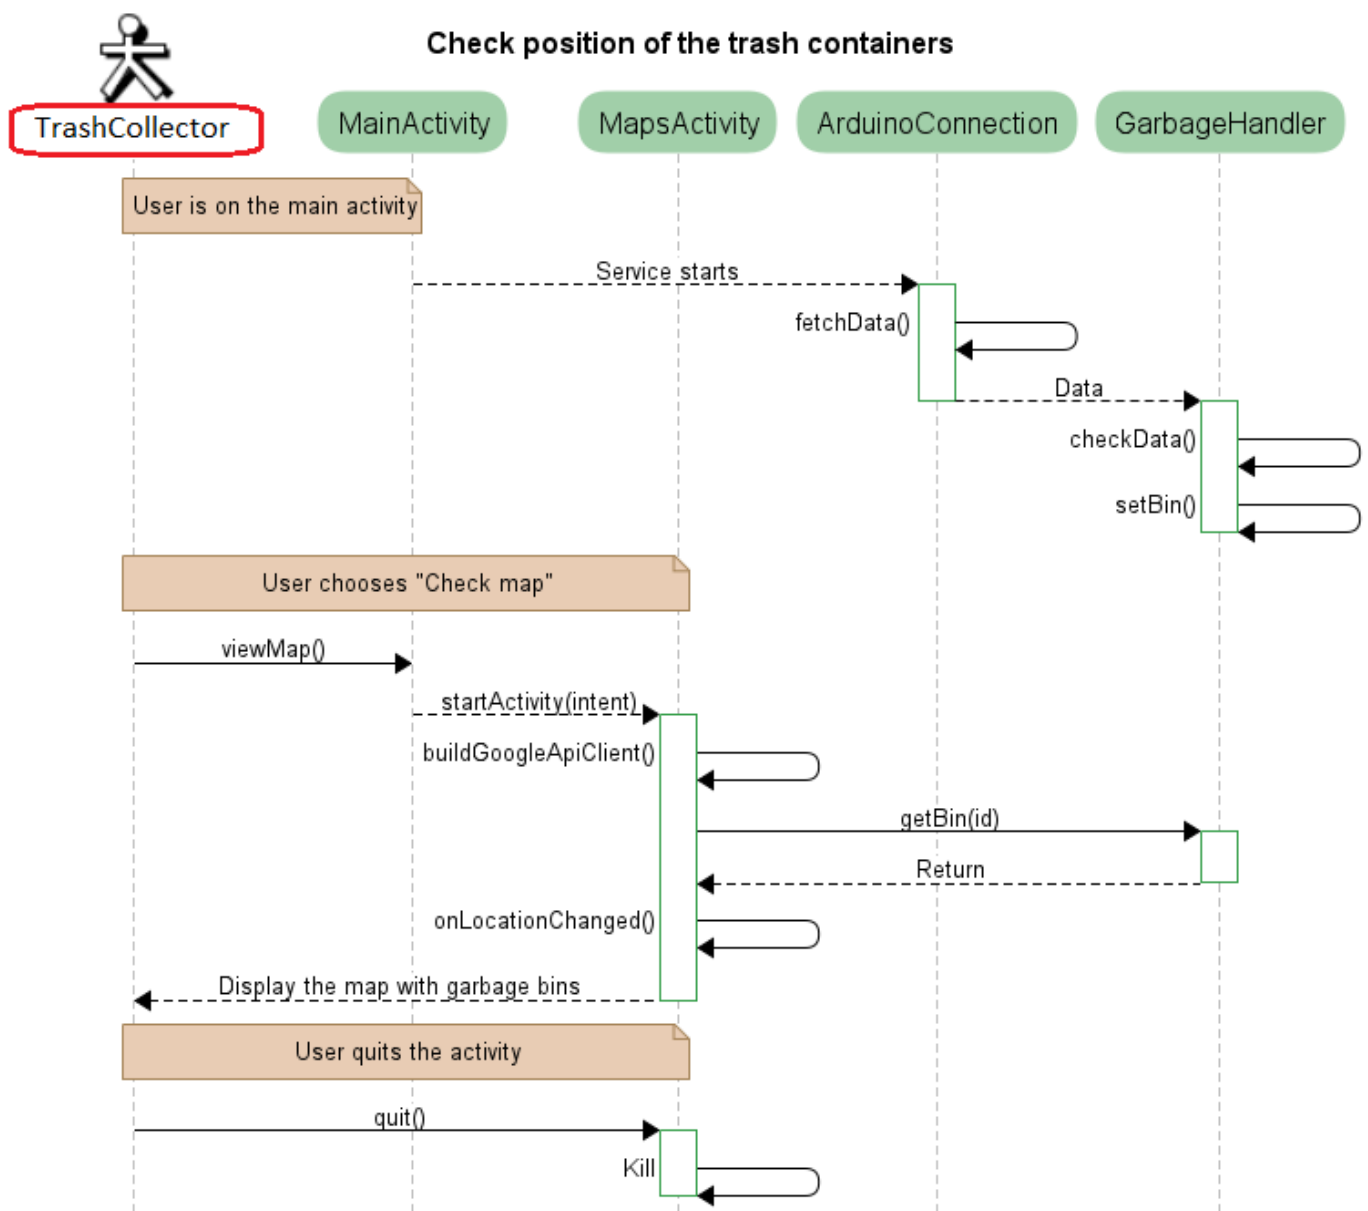 Check position of the trash containers
TrashCollector
MainActivity
MapsActivity
ArduinoConnection
GarbageHandler
User is on the main activity
Service starts
fetchData()
Data
checkData()
setBin()
User chooses "Check map"
viewMap()
startActivity(intent)
buildGoogleApiClient()
getBin(id)
Return
onLocationChanged()
Display the map with garbage bins
User quits the activity
quit()
Kill